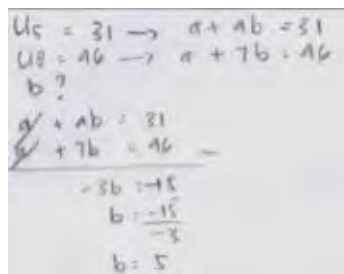 U5 = 31 → a + 4b = 31
U8 = 46 → a + 7b = 46
b ?
a + 4b = 31
a + 7b = 46 −
-3b = -15
b = -15
-3
b = 5